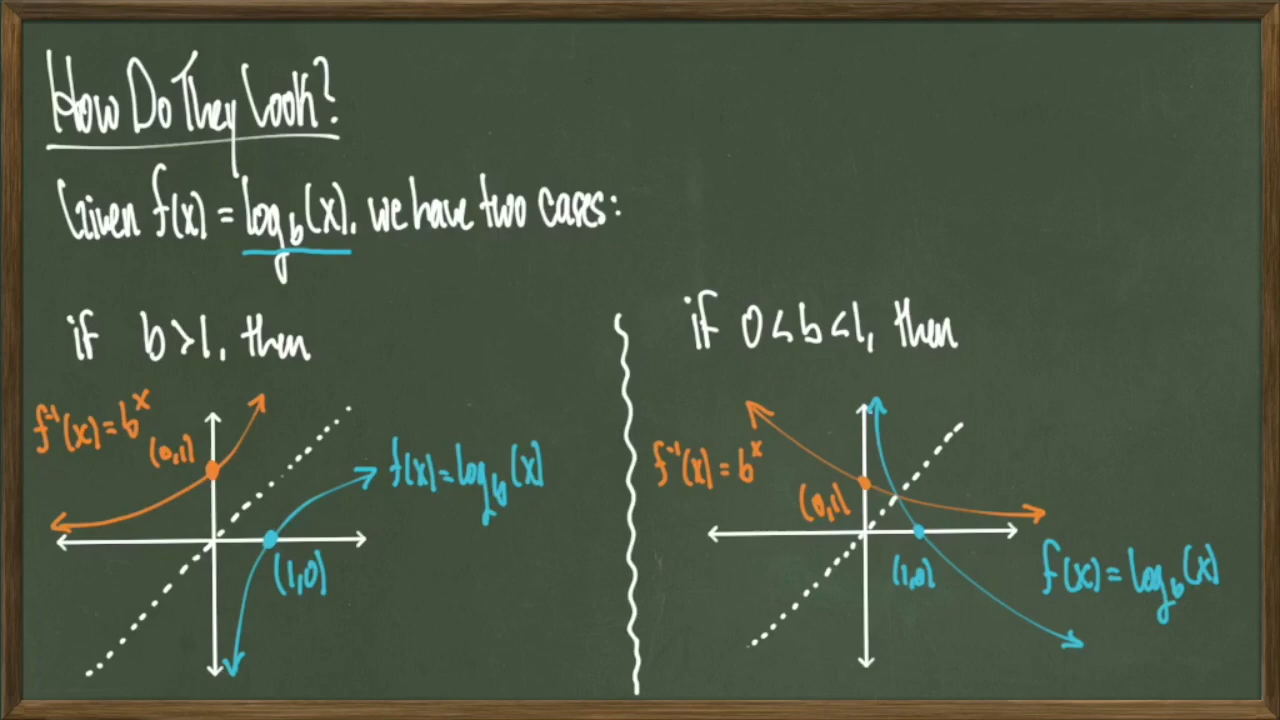 How Do They Look?
Given f(x) = log_b(x), we have two cases:
if b>1, then
f⁻¹(x) = b^x
(0,1)
f(x) = log_b(x)
(1,0)
if 0<b<1, then
f⁻¹(x) = b^x
(0,1)
(1,0)
f(x) = log_b(x)